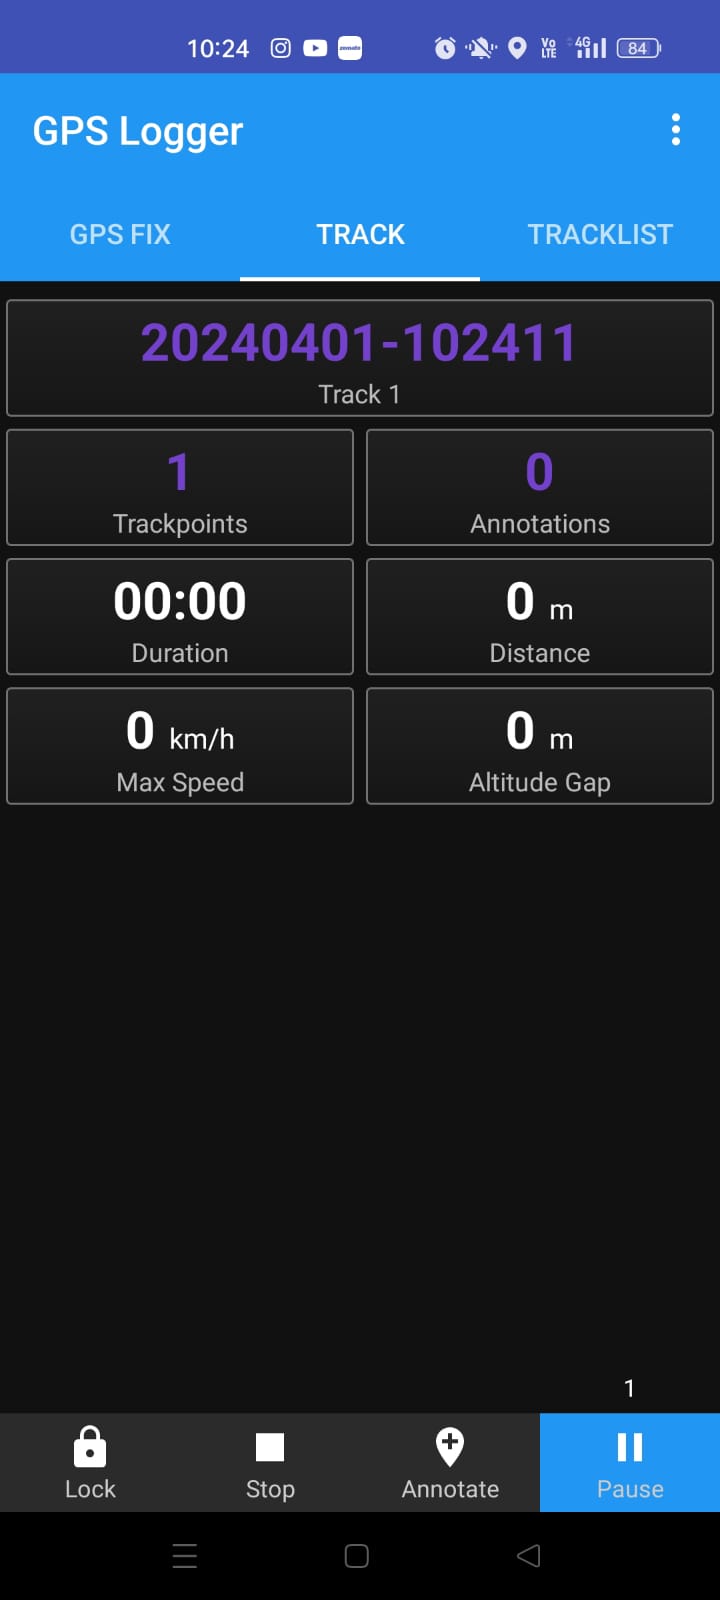 10:24 zomato Vo LTE 4G 84
GPS Logger
GPS FIX TRACK TRACKLIST
20240401-102411
Track 1
1 0
Trackpoints Annotations
00:00 0 m
Duration Distance
0 km/h 0 m
Max Speed Altitude Gap
1
Lock Stop Annotate Pause